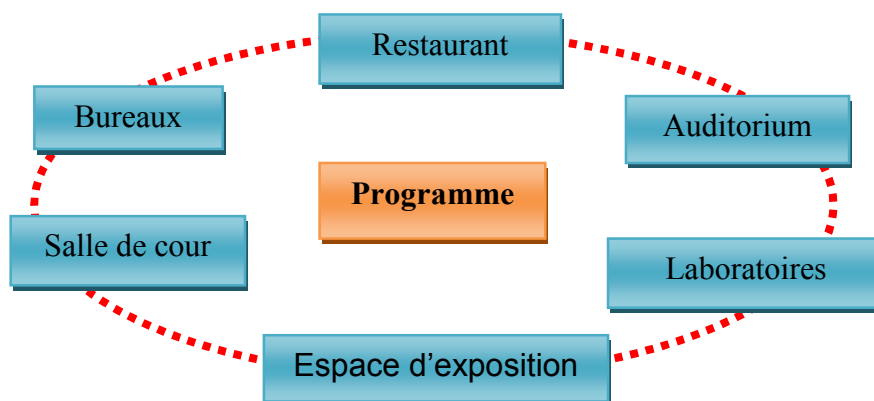 Restaurant
Bureaux
Auditorium
Programme
Salle de cour
Laboratoires
Espace d’exposition